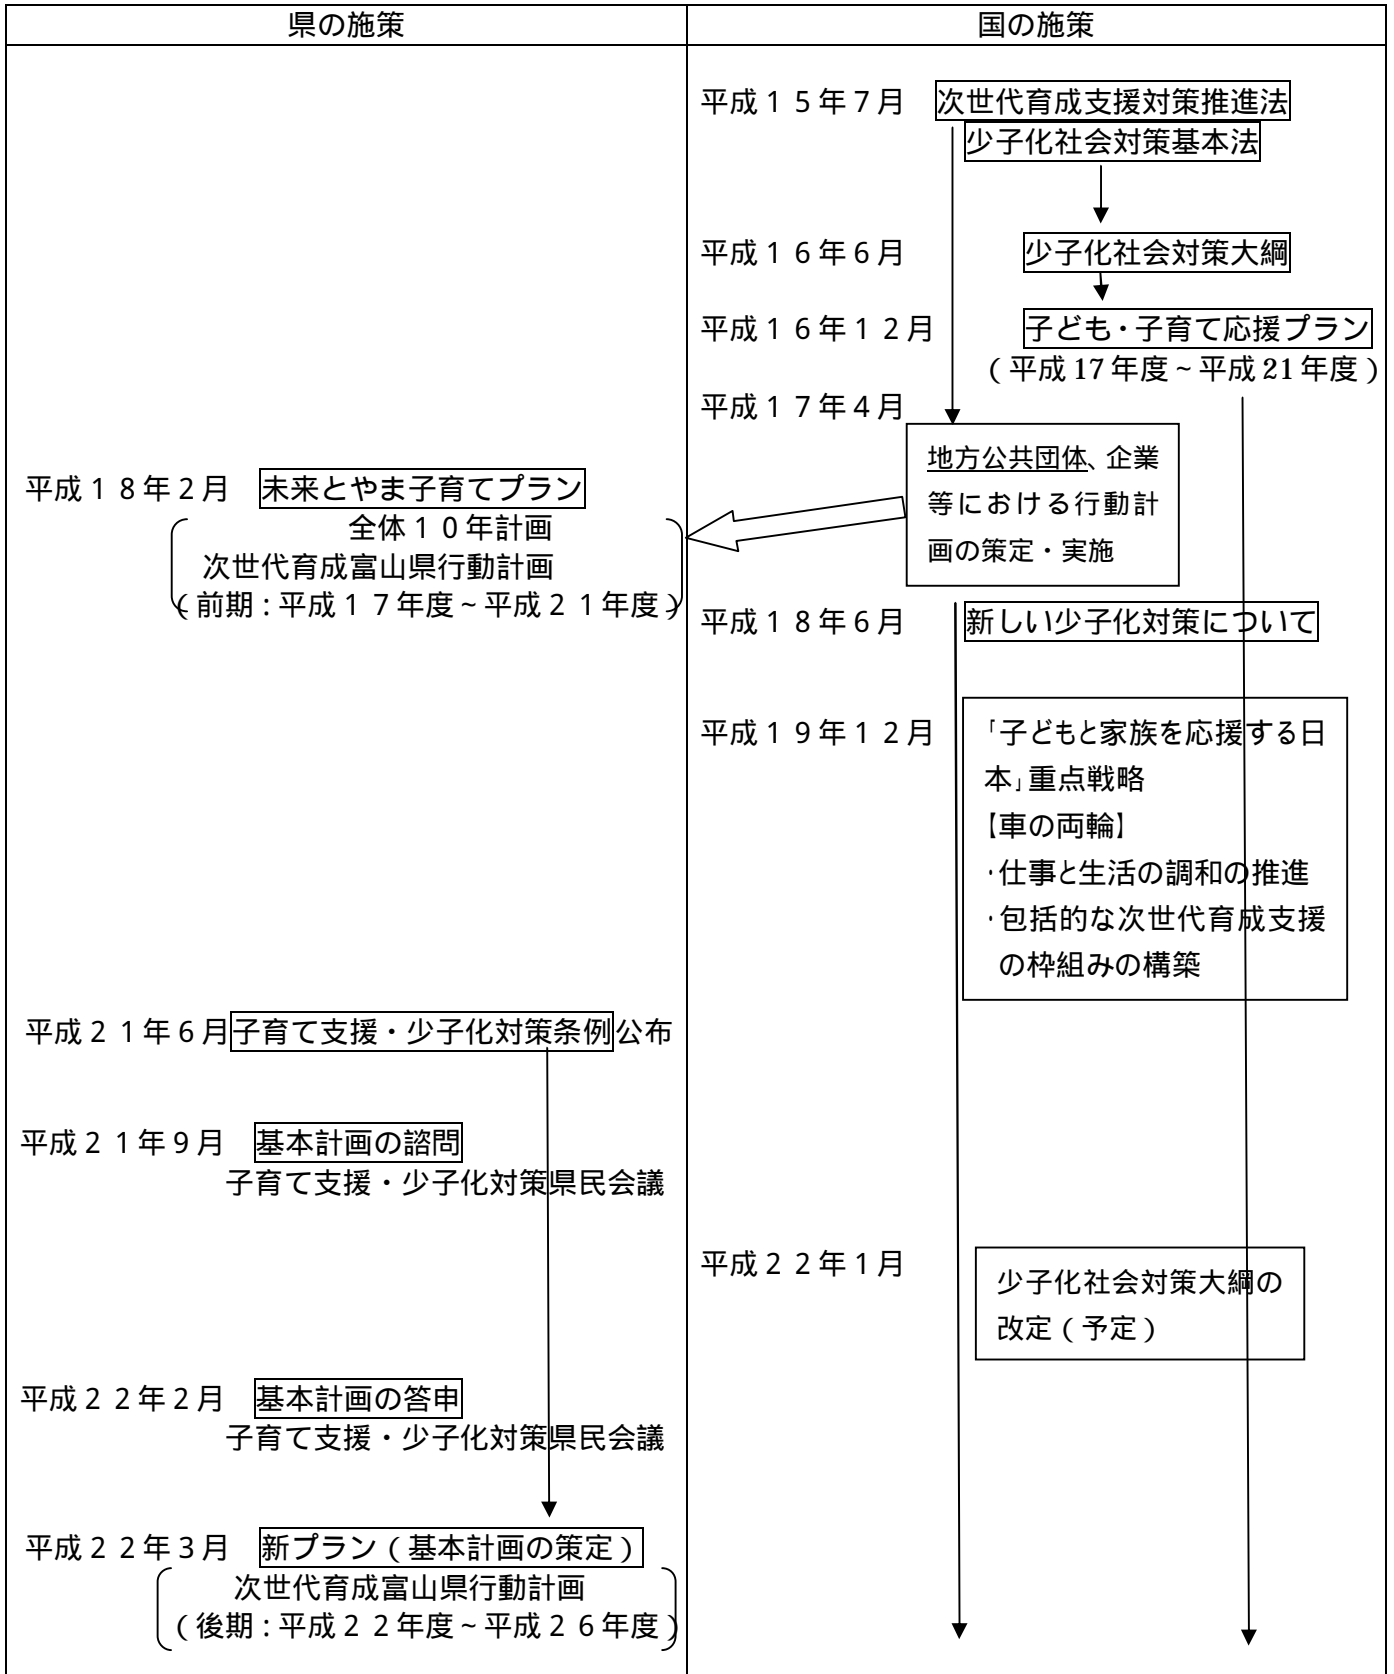 県の施策
国の施策
平成１５年７月 次世代育成支援対策推進法
少子化社会対策基本法
平成１６年６月 少子化社会対策大綱
平成１６年１２月 子ども・子育て応援プラン
（平成17年度～平成21年度）
平成１７年４月
地方公共団体、企業
等における行動計
画の策定・実施
平成１８年２月 未来とやま子育てプラン
全体１０年計画
次世代育成富山県行動計画
（前期：平成１７年度～平成２１年度）
平成１８年６月 新しい少子化対策について
平成１９年１２月
「子どもと家族を応援する日
本」重点戦略
【車の両輪】
・仕事と生活の調和の推進
・包括的な次世代育成支援
の枠組みの構築
平成２１年６月 子育て支援・少子化対策条例 公布
平成２１年９月 基本計画の諮問
子育て支援・少子化対策県民会議
平成２２年１月
少子化社会対策大綱の
改定（予定）
平成２２年２月 基本計画の答申
子育て支援・少子化対策県民会議
平成２２年３月 新プラン（基本計画の策定）
次世代育成富山県行動計画
（後期：平成２２年度～平成２６年度）